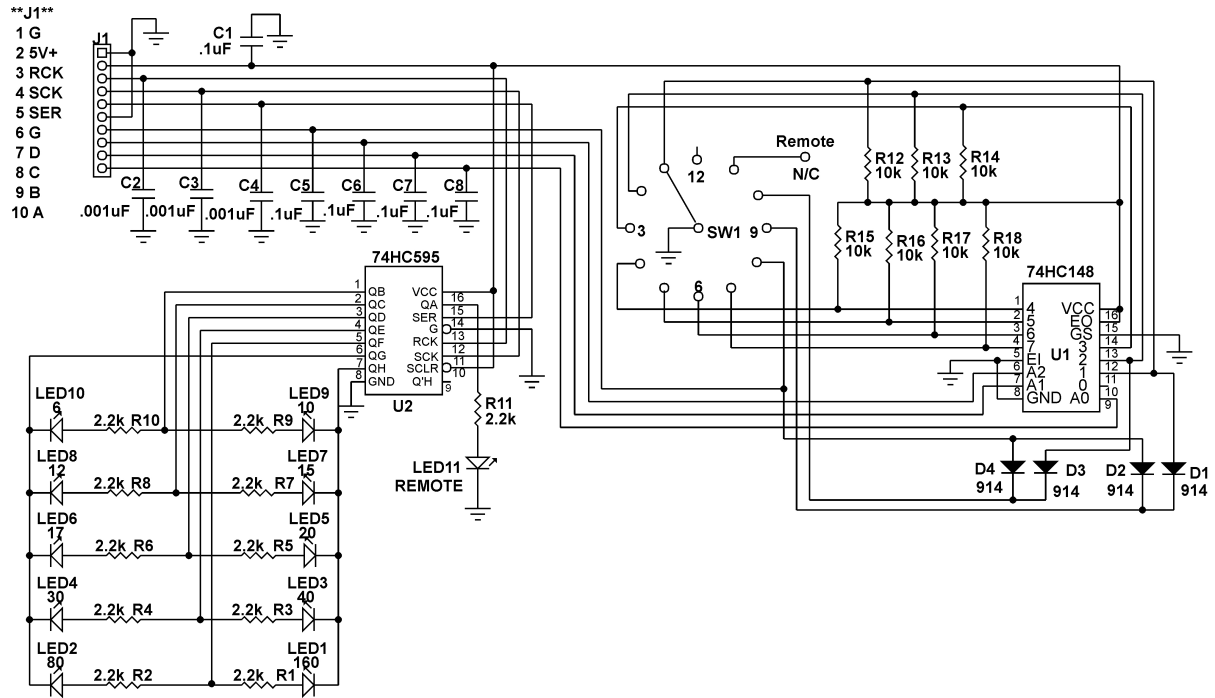 **J1**
1 G
2 5V+
3 RCK
4 SCK
5 SER
6 G
7 D
8 C
9 B
10 A
J1
C1
.1uF
C2
.001uF
C3
.001uF
C4
.001uF
C5
.1uF
C6
.1uF
C7
.1uF
C8
.1uF
Remote
N/C
12
3
SW1
9
6
R12
10k
R13
10k
R14
10k
R15
10k
R16
10k
R17
10k
R18
10k
74HC595
1 QB VCC 16
2 QC QA 15
3 QD SER 14
4 QE G 13
5 QF RCK 12
6 QG SCK 11
7 QH SCLR 10
8 GND Q'H 9
U2
74HC148
1 4 VCC 16
2 5 EO 15
3 6 GS 14
4 7 3 13
5 EI 2 12
6 A2 1 11
7 A1 0 10
8 GND A0 9
U1
R11
2.2k
LED11
REMOTE
LED10
6
2.2k R10
2.2k R9
LED9
10
LED8
12
2.2k R8
2.2k R7
LED7
15
LED6
17
2.2k R6
2.2k R5
LED5
20
LED4
30
2.2k R4
2.2k R3
LED3
40
LED2
80
2.2k R2
2.2k R1
LED1
160
D4
914
D3
914
D2
914
D1
914